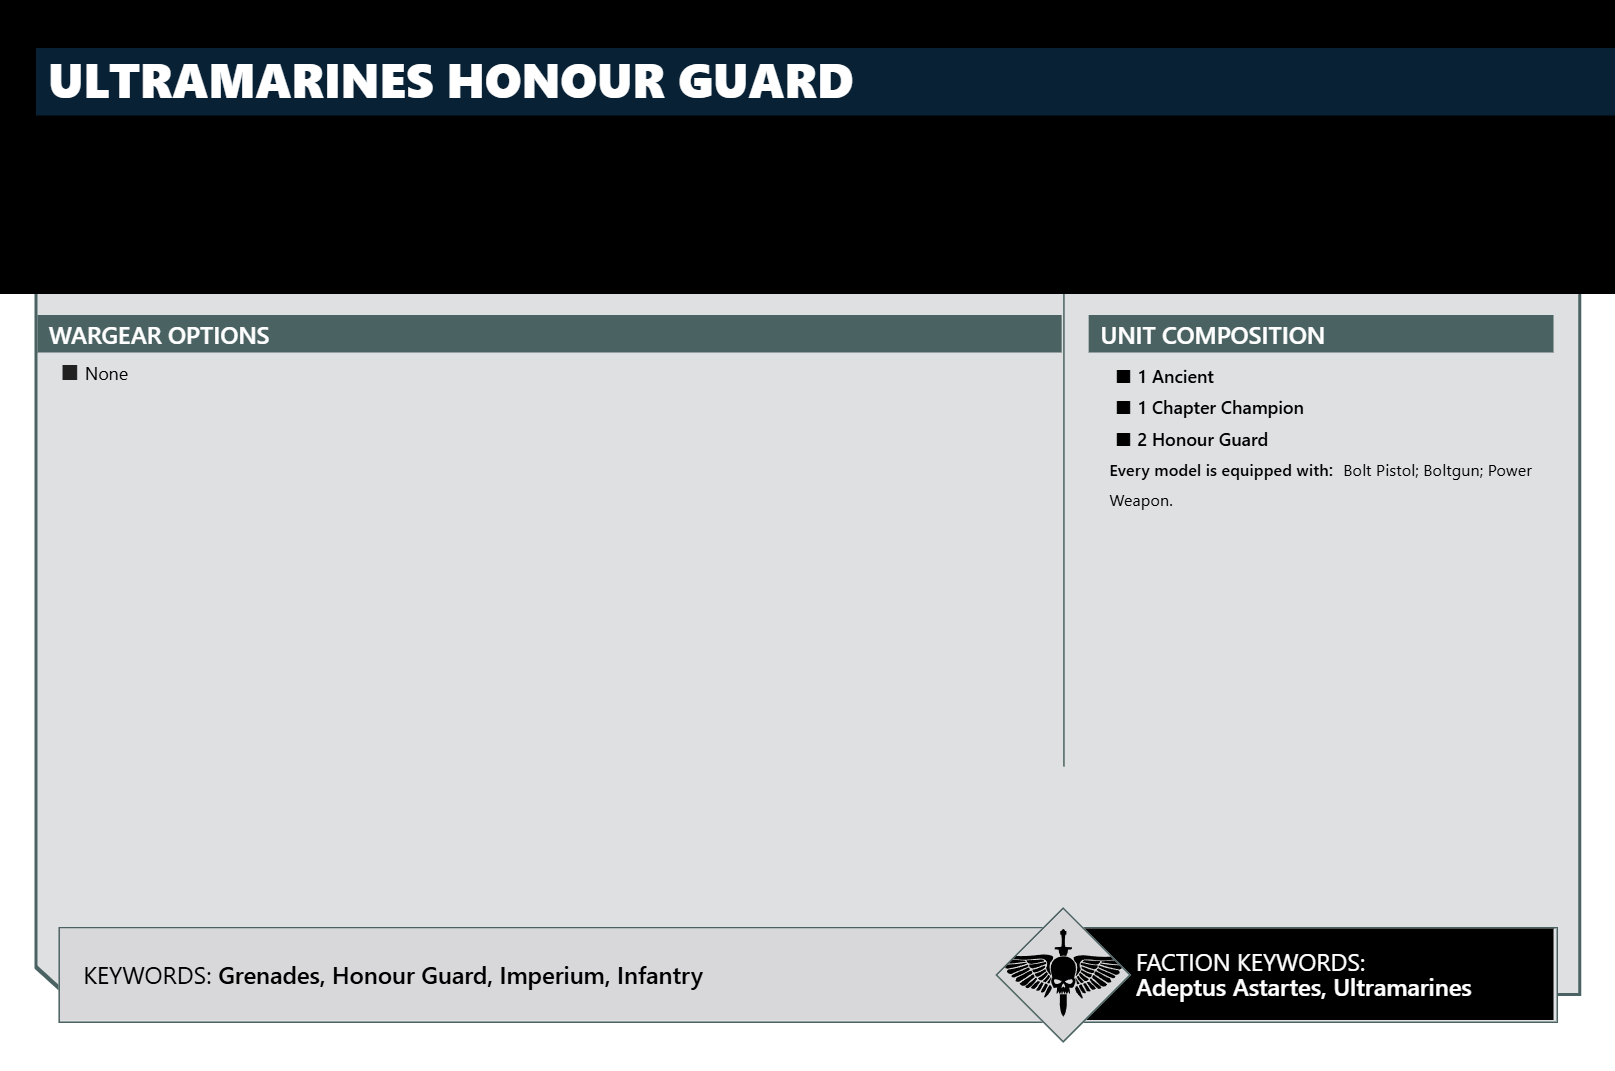 ULTRAMARINES HONOUR GUARD
WARGEAR OPTIONS
■ None
UNIT COMPOSITION
■ 1 Ancient
■ 1 Chapter Champion
■ 2 Honour Guard
Every model is equipped with: Bolt Pistol; Boltgun; Power
Weapon.
KEYWORDS: Grenades, Honour Guard, Imperium, Infantry
FACTION KEYWORDS:
Adeptus Astartes, Ultramarines